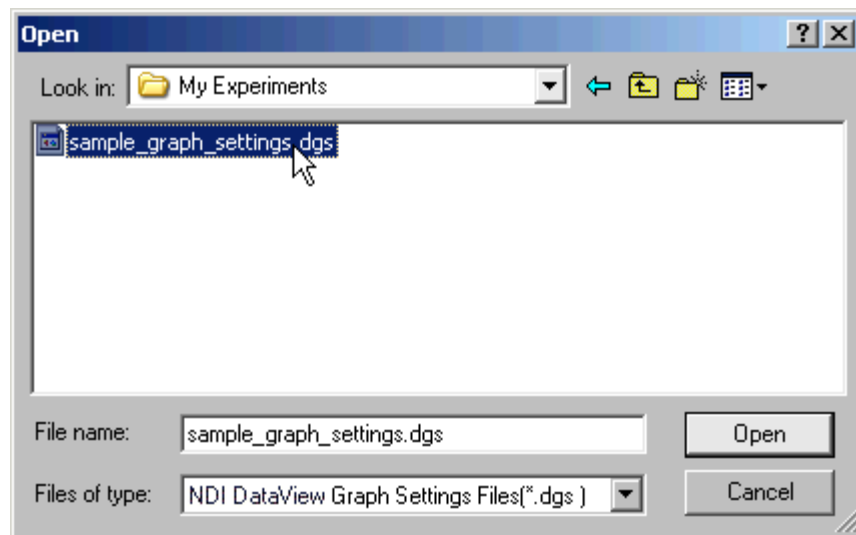 Open
Look in: My Experiments
sample_graph_settings.dgs
File name: sample_graph_settings.dgs Open
Files of type: NDI DataView Graph Settings Files(*.dgs ) Cancel